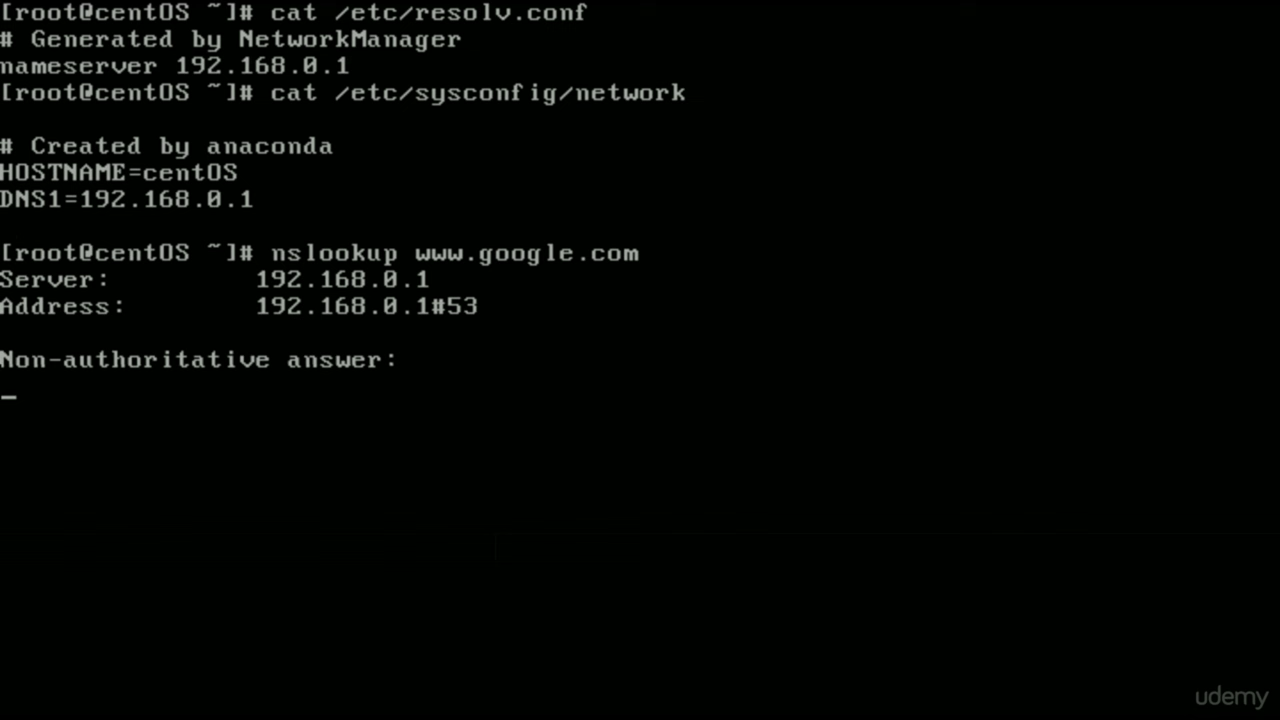 [root@centOS ~]# cat /etc/resolv.conf
# Generated by NetworkManager
nameserver 192.168.0.1
[root@centOS ~]# cat /etc/sysconfig/network
# Created by anaconda
HOSTNAME=centOS
DNS1=192.168.0.1
[root@centOS ~]# nslookup www.google.com
Server: 192.168.0.1
Address: 192.168.0.1#53
Non-authoritative answer:
udemy